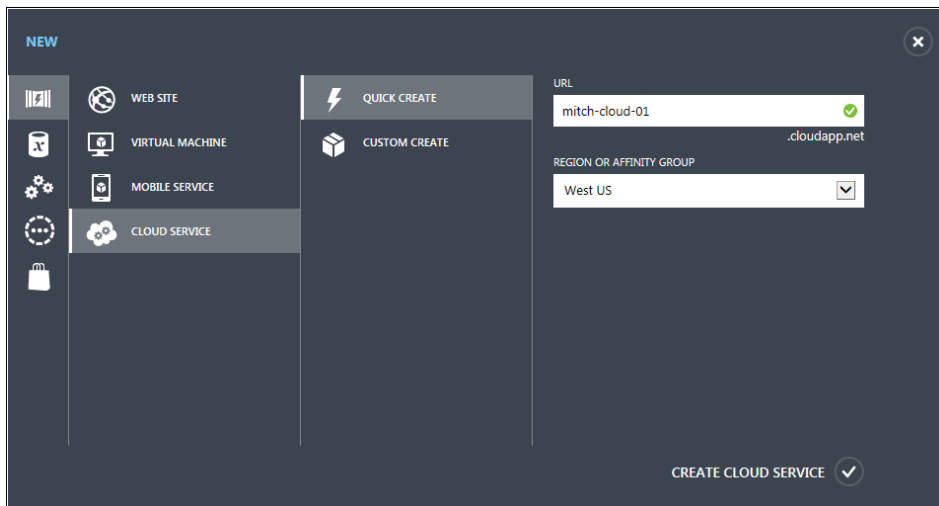 NEW
WEB SITE
VIRTUAL MACHINE
MOBILE SERVICE
CLOUD SERVICE
QUICK CREATE
CUSTOM CREATE
URL
mitch-cloud-01
.cloudapp.net
REGION OR AFFINITY GROUP
West US
CREATE CLOUD SERVICE